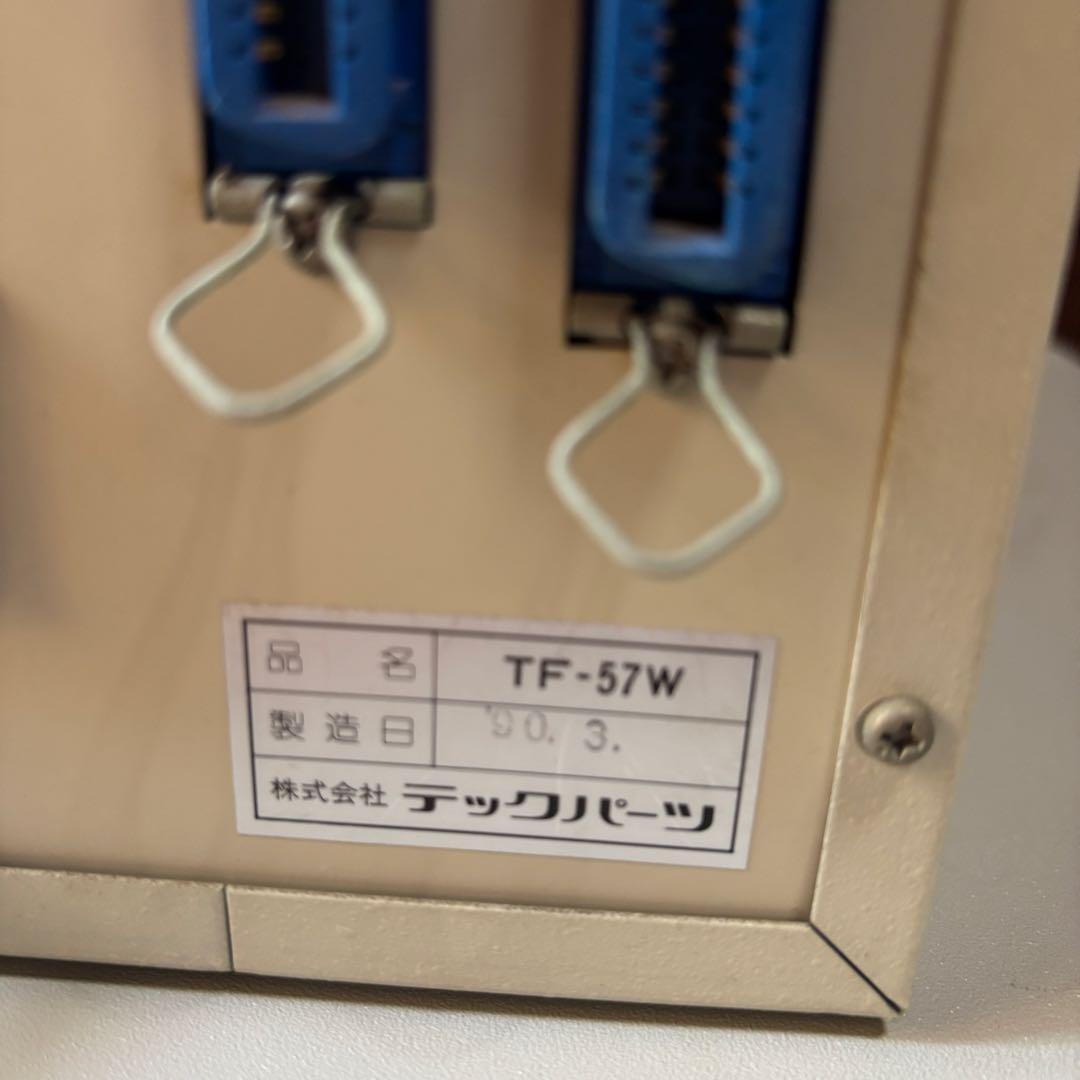 品名 TF-57W
製造日 '90. 3.
株式会社 テックパーツ